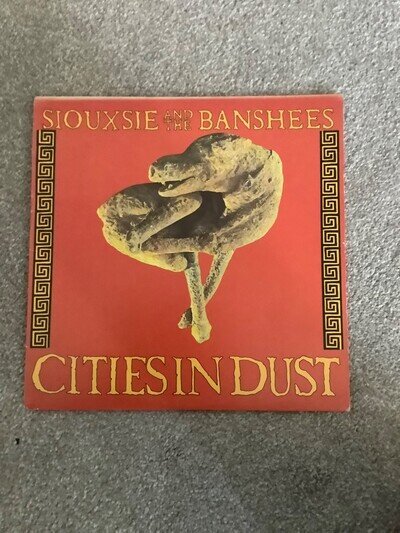 SIOUXSIE AND THE BANSHEES
CITIES IN DUST